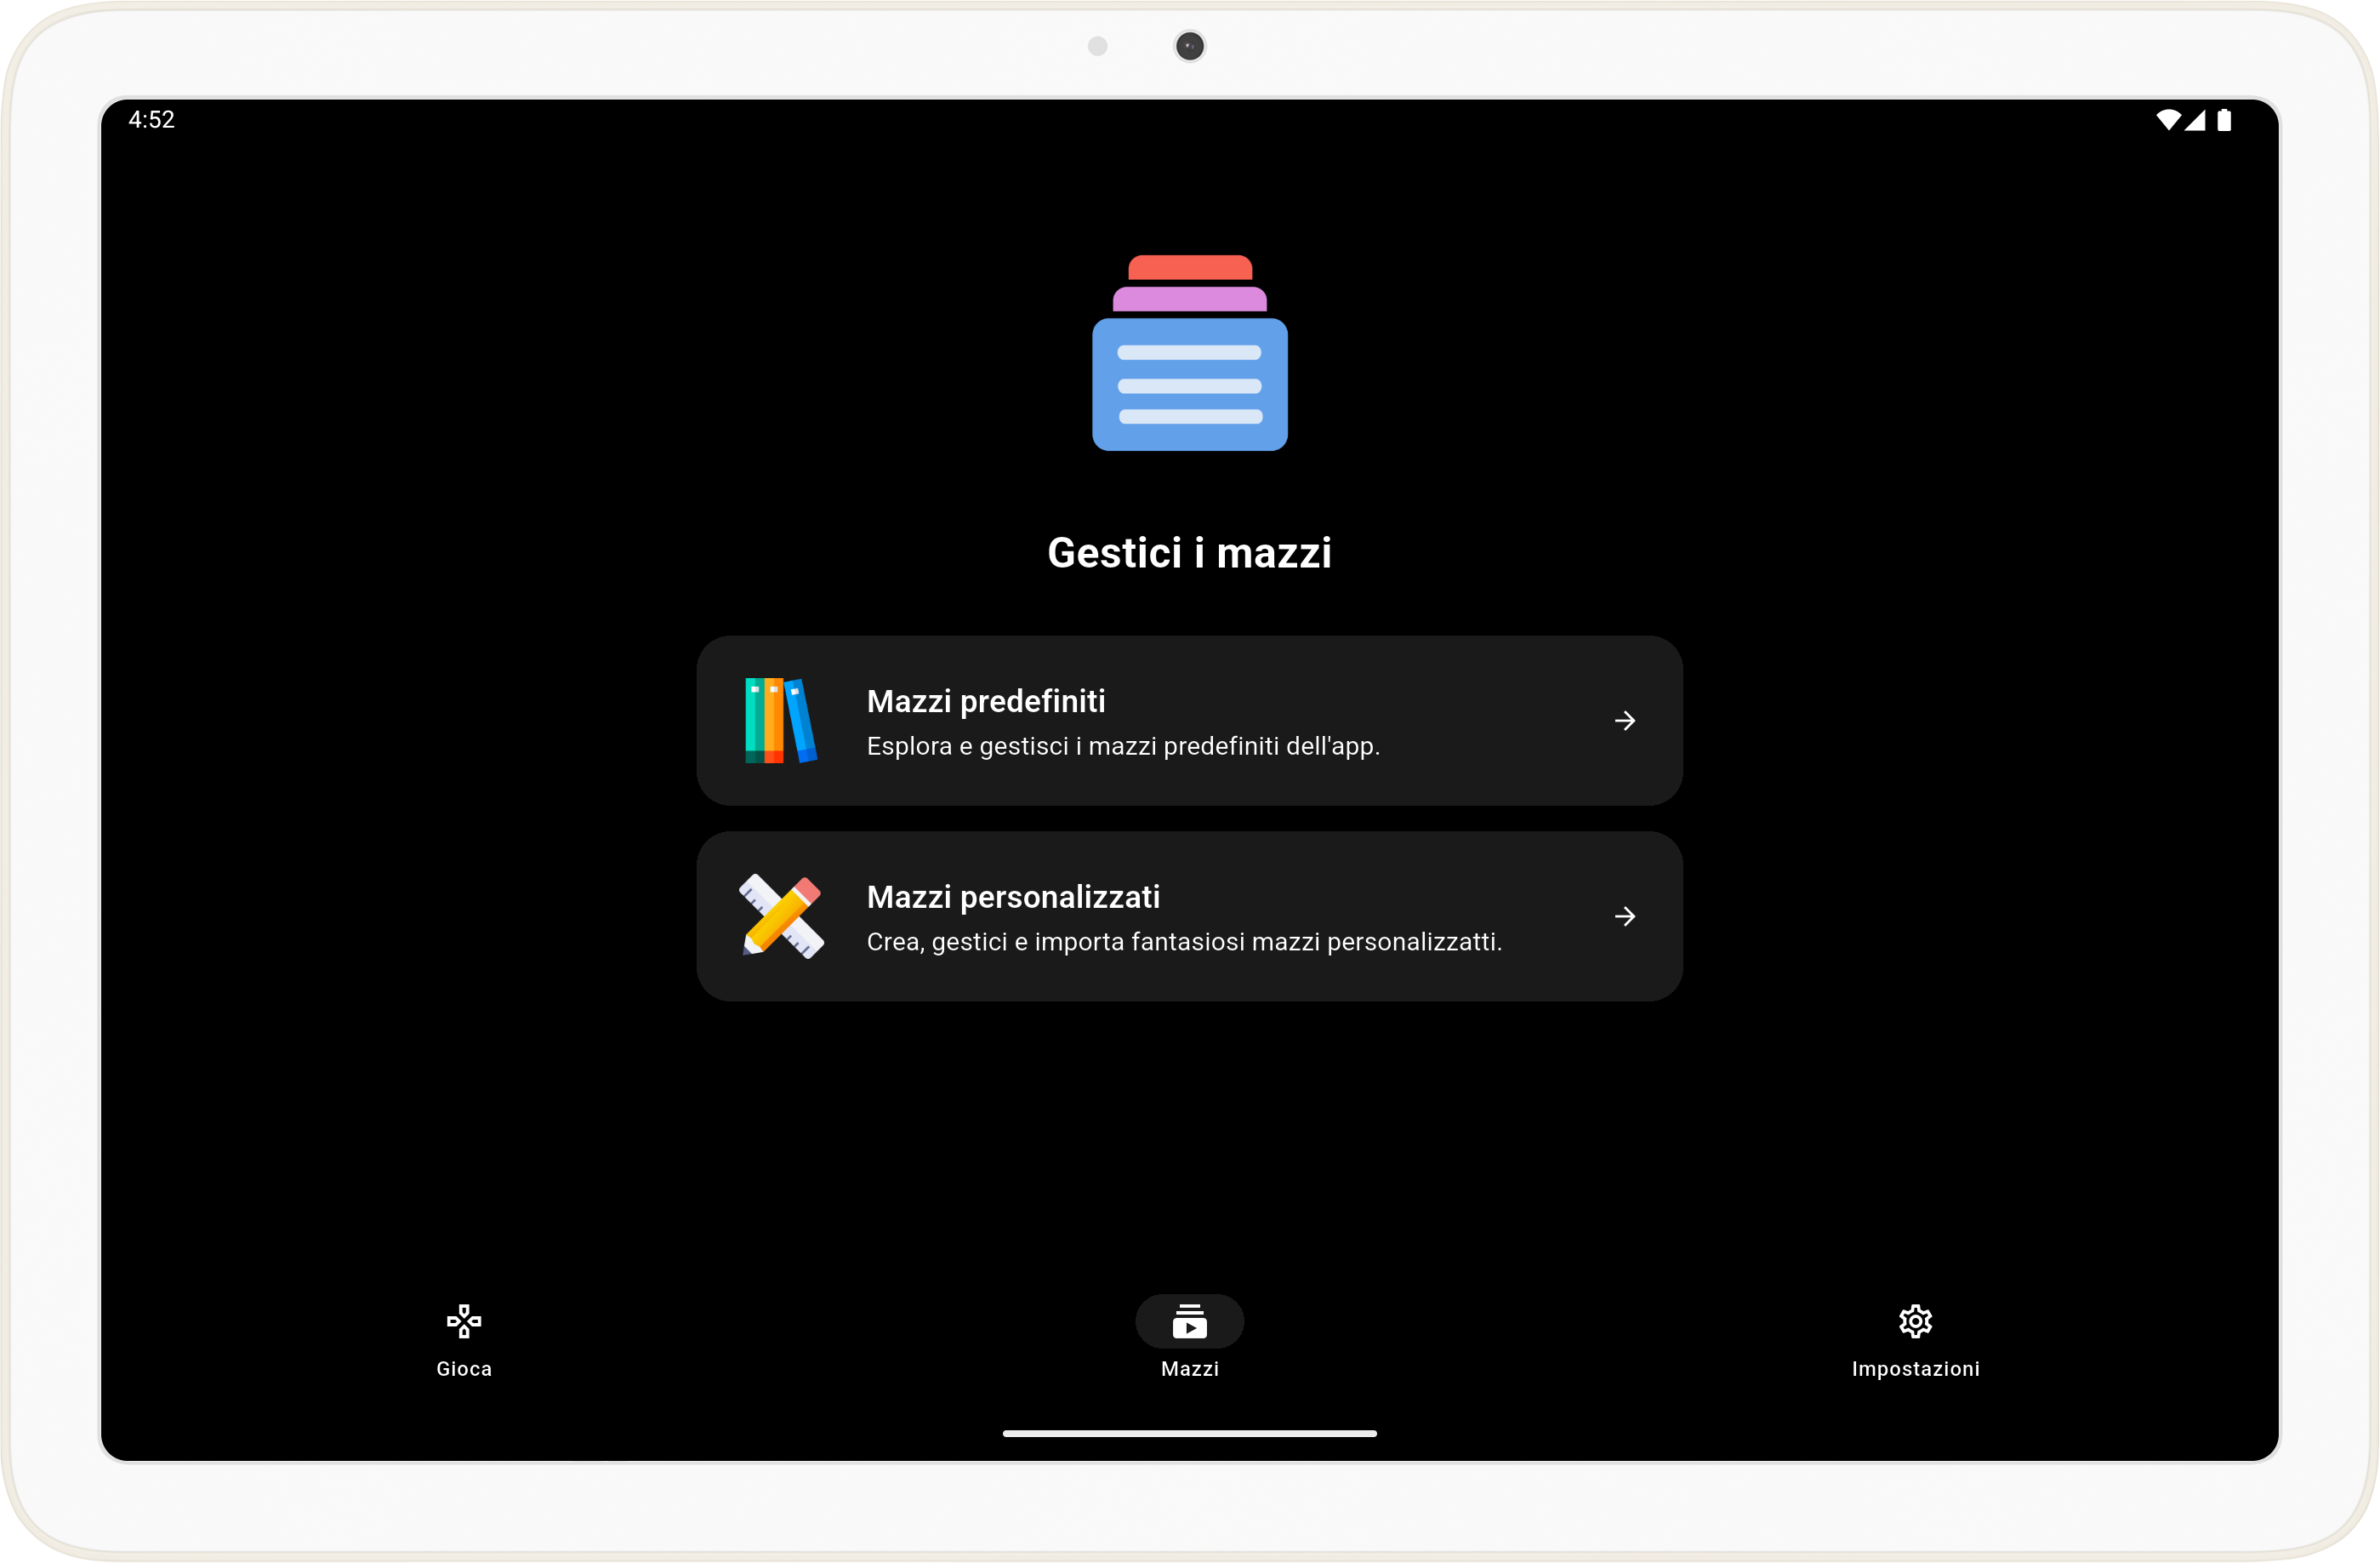 4:52
Gestici i mazzi
Mazzi predefiniti
Esplora e gestisci i mazzi predefiniti dell'app.
Mazzi personalizzati
Crea, gestici e importa fantasiosi mazzi personalizzatti.
Gioca
Mazzi
Impostazioni